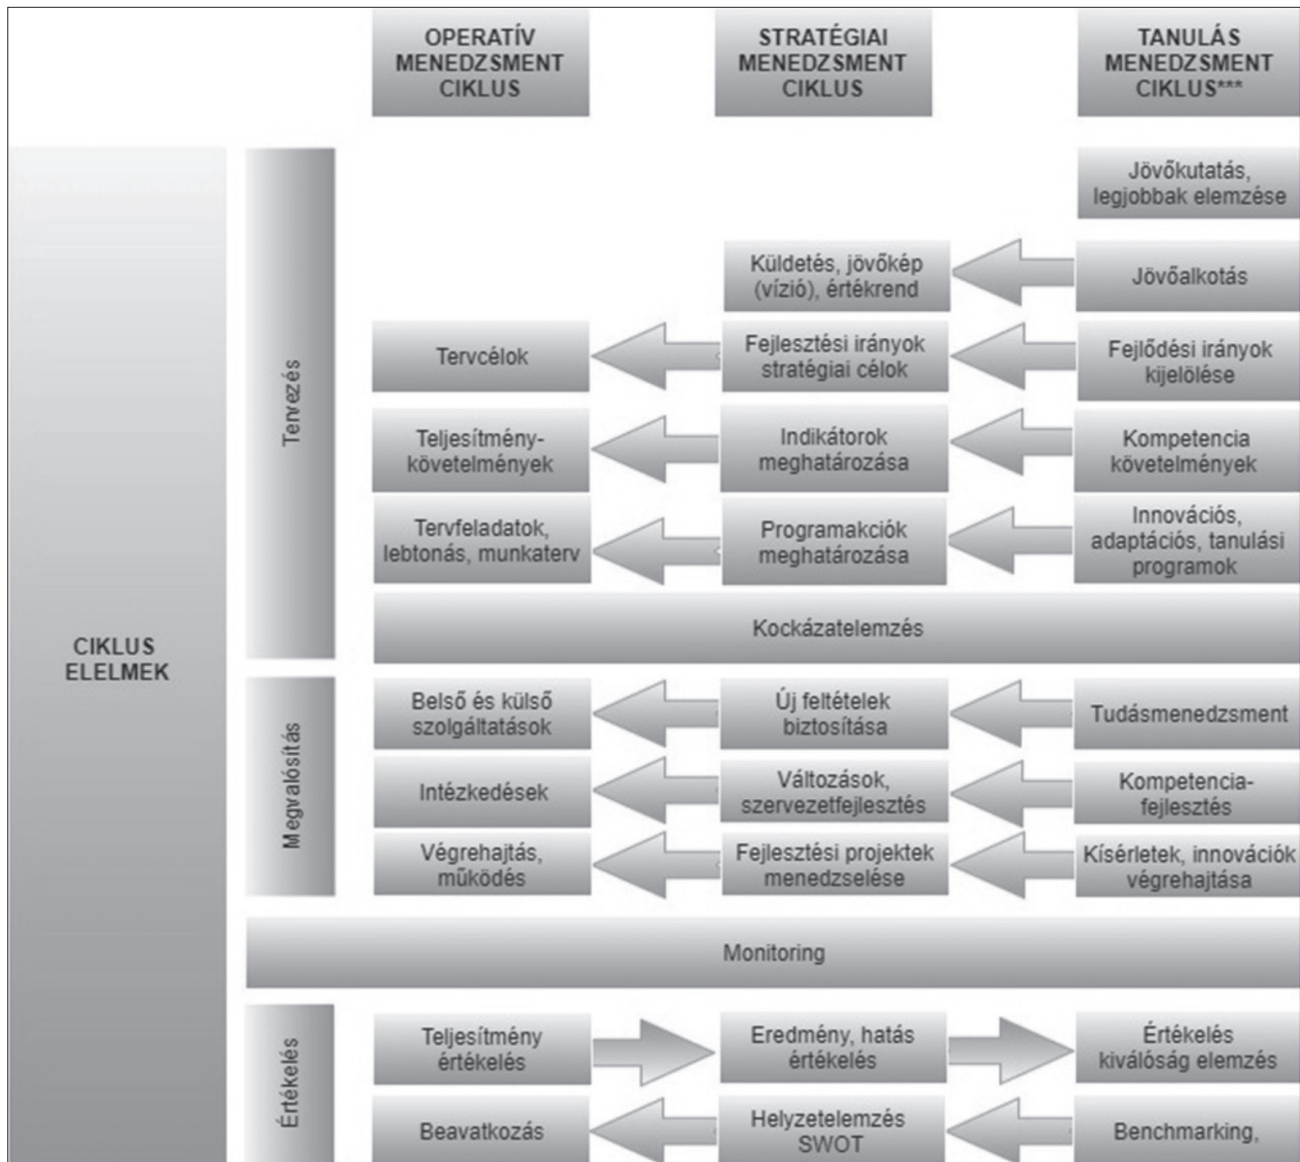 OPERATÍV
MENEDZSMENT
CIKLUS
STRATÉGIAI
MENEDZSMENT
CIKLUS
TANULÁS
MENEDZSMENT
CIKLUS***
CIKLUS
ELELMEK
Tervezés
Jövőkutatás,
legjobbak elemzése
Küldetés, jövőkép
(vízió), értékrend
Jövőalkotás
Tervcélok
Fejlesztési irányok
stratégiai célok
Fejlődési irányok
kijelölése
Teljesítmény-
követelmények
Indikátorok
meghatározása
Kompetencia
követelmények
Tervfeladatok,
lebtonás, munkaterv
Programakciók
meghatározása
Innovációs,
adaptációs, tanulási
programok
Kockázatelemzés
Megvalósítás
Belső és külső
szolgáltatások
Új feltételek
biztosítása
Tudásmenedzsment
Intézkedések
Változások,
szervezetfejlesztés
Kompetencia-
fejlesztés
Végrehajtás,
működés
Fejlesztési projektek
menedzselése
Kísérletek, innovációk
végrehajtása
Monitoring
Értékelés
Teljesítmény
értékelés
Eredmény, hatás
értékelés
Értékelés
kiválóság elemzés
Beavatkozás
Helyzetelemzés
SWOT
Benchmarking,